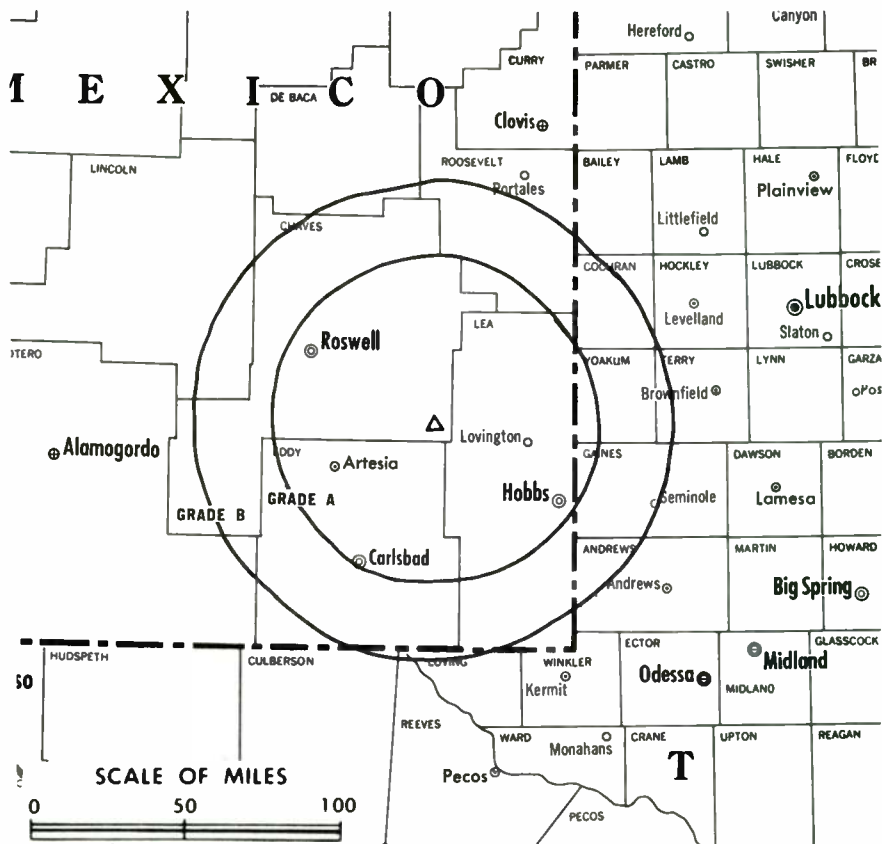 Canyon
Hereford
CURRY
PARMER
CASTRO
SWISHER
BR
M E X I C O
DE BACA
Clovis
LINCOLN
ROOSEVELT
BAILEY
LAMB
HALE
FLOYD
Portales
Plainview
Littlefield
CHAVES
COCHRAN
HOCKLEY
LUBBOCK
CROSB
Lubbock
Levelland
LEA
Slaton
Roswell
OTERO
YOAKUM
TERRY
LYNN
GARZA
Brownfield
Pos
Alamogordo
Lovington
EDDY
Artesia
GAINES
DAWSON
BORDEN
GRADE A
Hobbs
Seminole
Lamesa
GRADE B
Carlsbad
ANDREWS
MARTIN
HOWARD
Andrews
Big Spring
HUDSPETH
CULBERSON
LOVING
WINKLER
ECTOR
GLASSCOCK
Midland
SO
Kermit
Odessa
MIDLAND
REEVES
WARD
CRANE
UPTON
REAGAN
Monahans
T
SCALE OF MILES
Pecos
0 50 100
PECOS